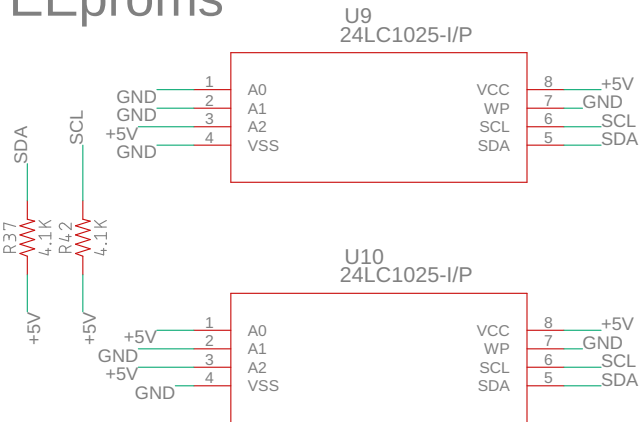 EEproms
U9
24LC1025-I/P
GND 1 A0 VCC 8 +5V
GND 2 A1 WP 7 GND
+5V 3 A2 SCL 6 SCL
GND 4 VSS SDA 5 SDA
SDA
R37
4.1K
+5V
SCL
R42
4.1K
+5V
U10
24LC1025-I/P
+5V 1 A0 VCC 8 +5V
GND 2 A1 WP 7 GND
+5V 3 A2 SCL 6 SCL
GND 4 VSS SDA 5 SDA